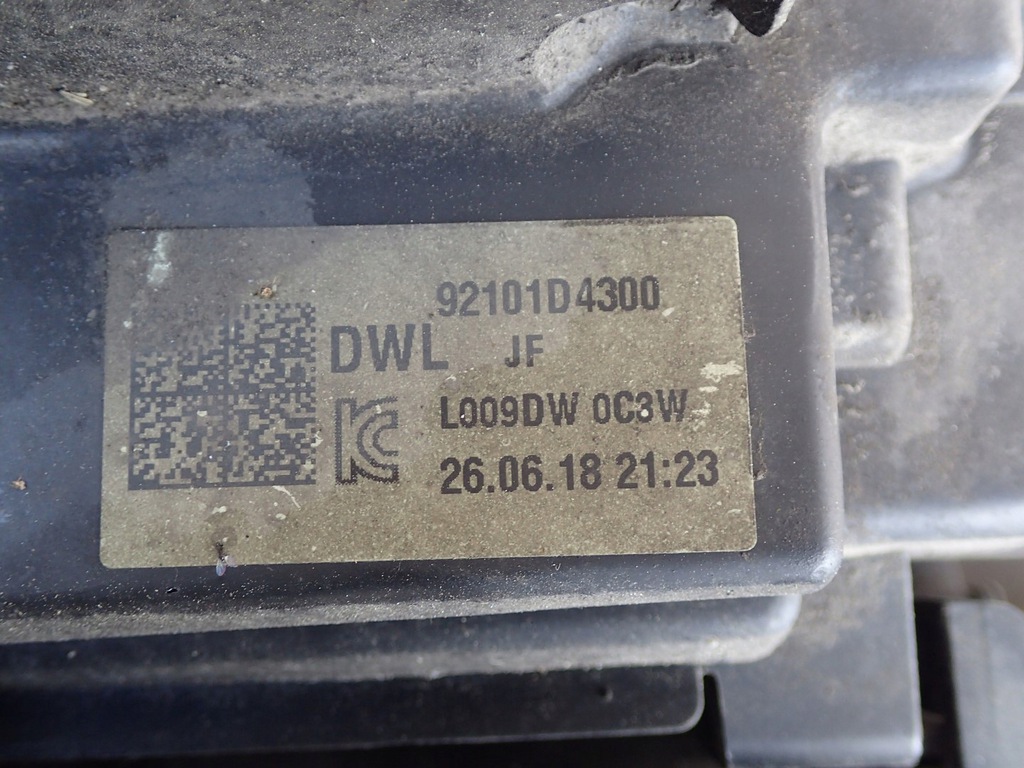 92101D4300
DWL JF
L009DW 0C3W
26.06.18 21:23